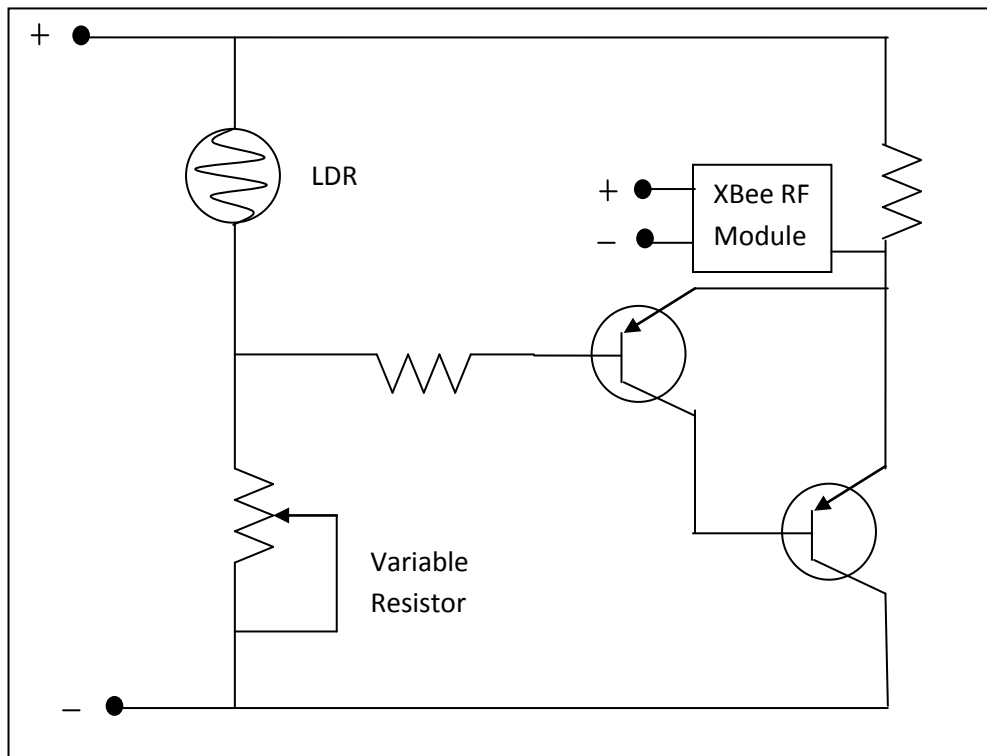 +
LDR
+
XBee RF
−
Module
Variable
Resistor
−